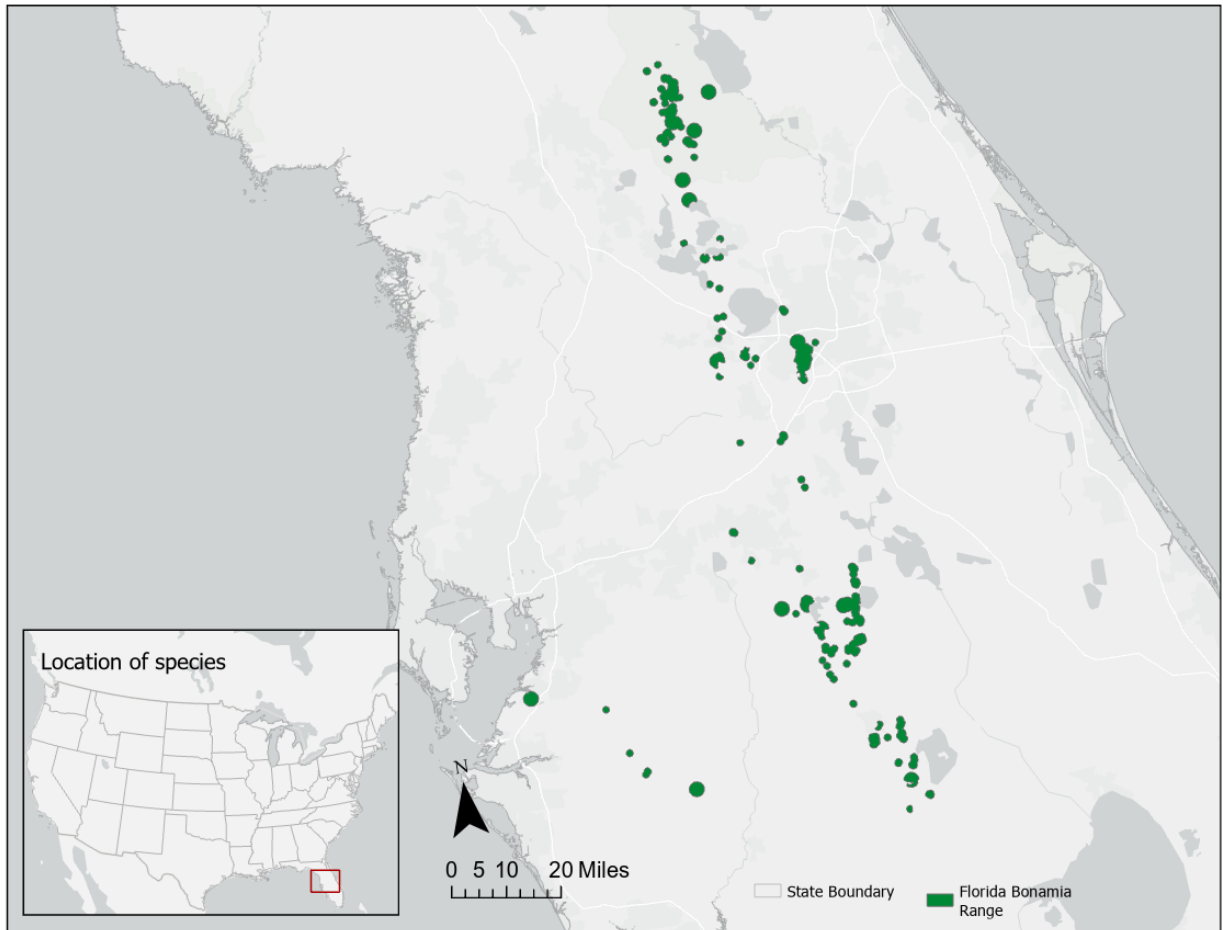 Location of species
N
0 5 10 20 Miles
State Boundary
Florida Bonamia
Range